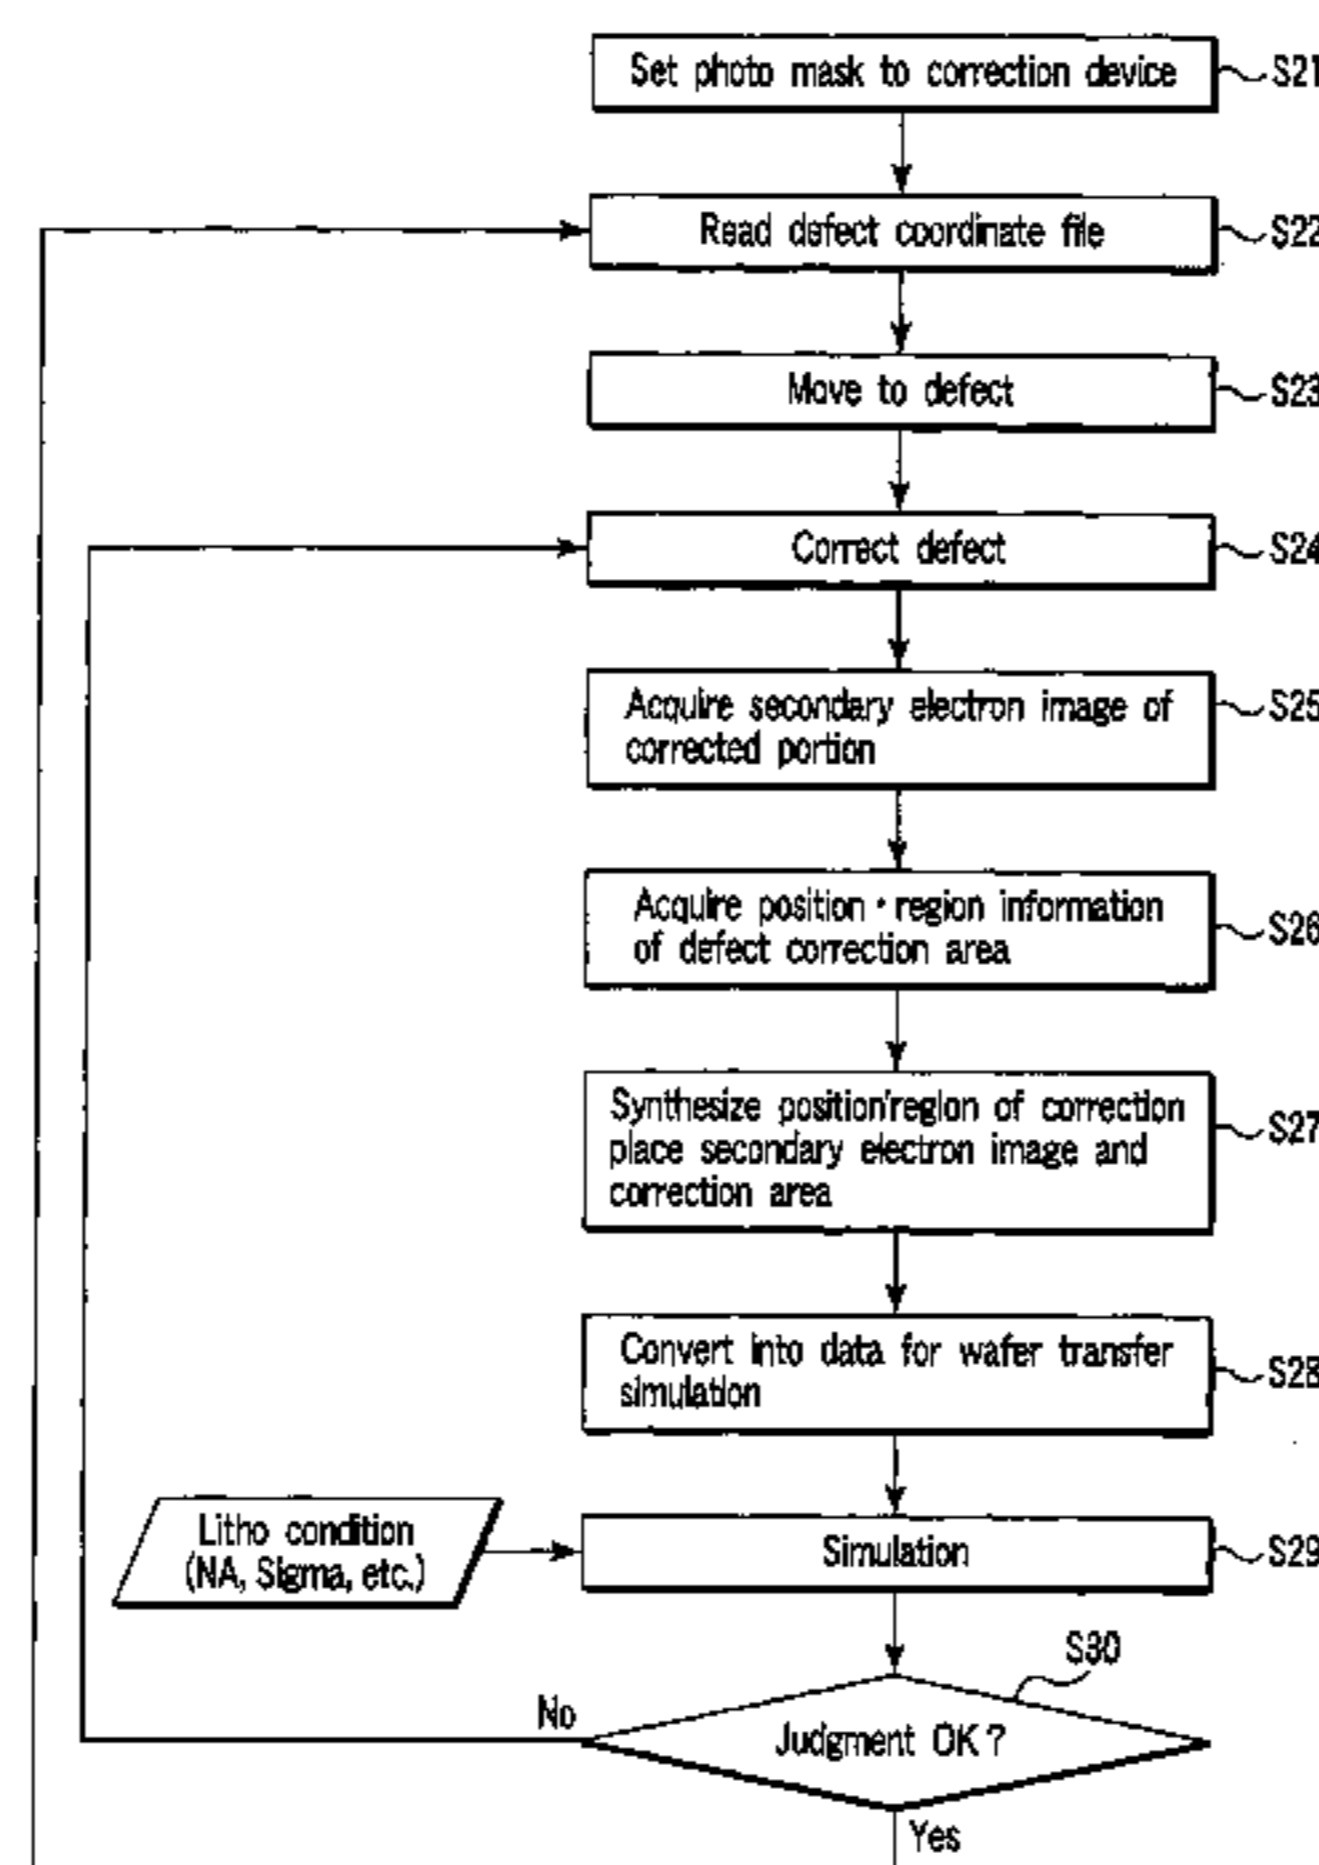 Set photo mask to correction device
S21
Read defect coordinate file
S22
Move to defect
S23
Correct defect
S24
Acquire secondary electron image of
corrected portion
S25
Acquire position・region information
of defect correction area
S26
Synthesize position'region of correction
place secondary electron image and
correction area
S27
Convert into data for wafer transfer
simulation
S28
Litho condition
(NA, Sigma, etc.)
Simulation
S29
S30
No
Judgment OK?
Yes